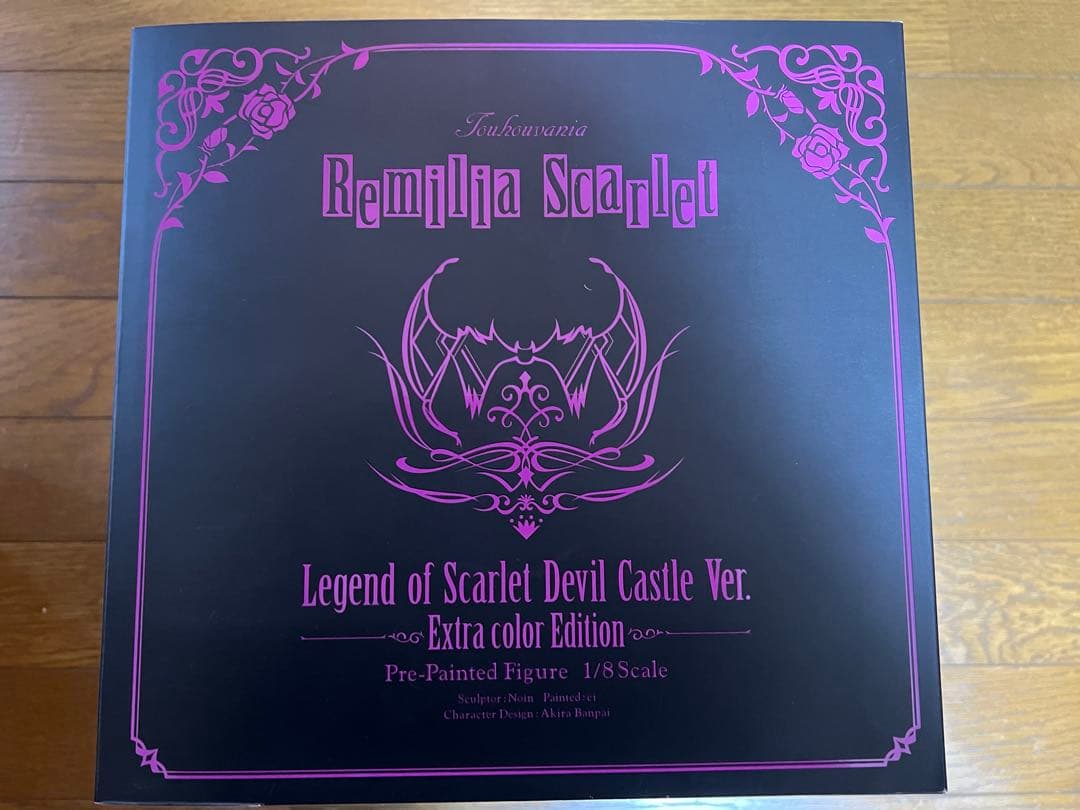 Touhouvania
Remilia Scarlet
Legend of Scarlet Devil Castle Ver.
Extra color Edition
Pre-Painted Figure 1/8 Scale
Sculptor : Noin Painted : ei
Character Design : Akira Banpai